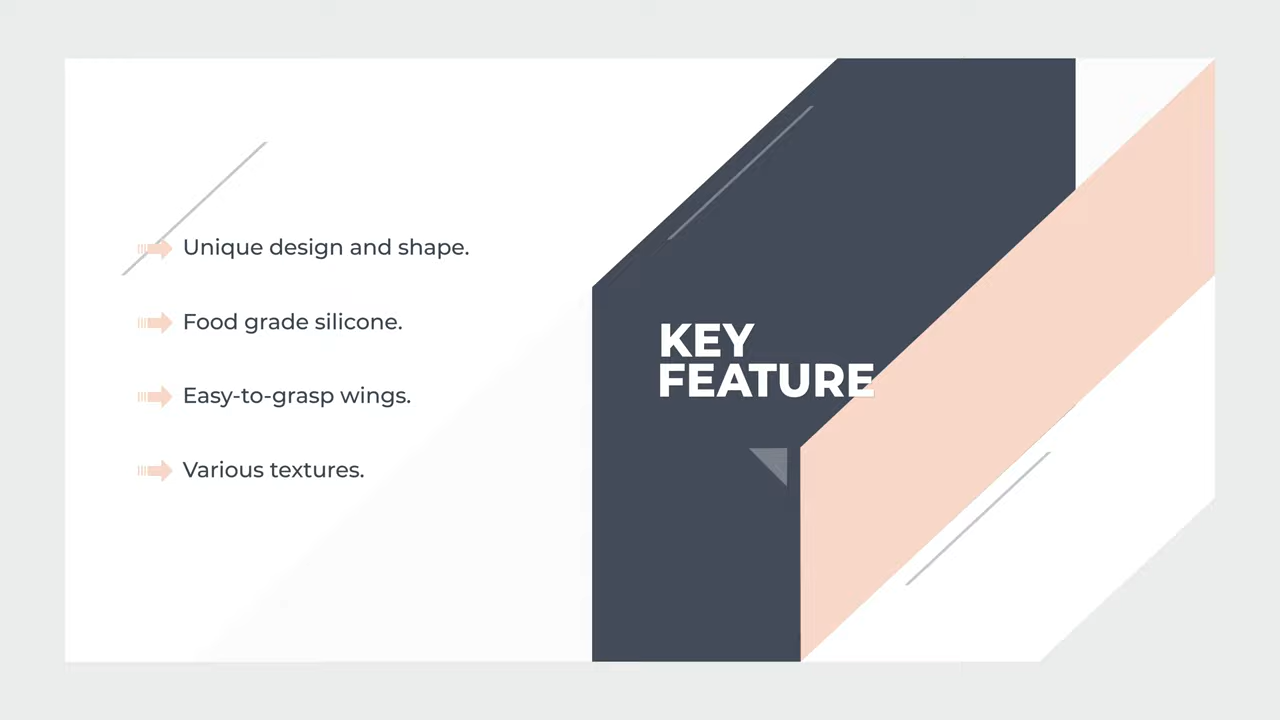 Unique design and shape.
Food grade silicone.
Easy-to-grasp wings.
Various textures.
KEY
FEATURE